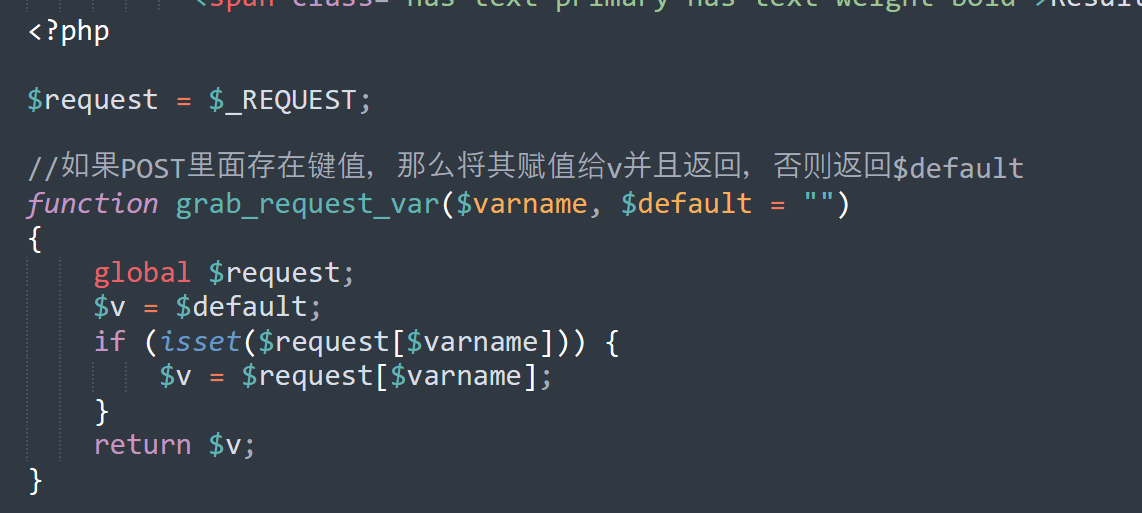 <span class="has-text-primary has-text-weight-bold">Result
<?php
$request = $_REQUEST;
//如果POST里面存在键值，那么将其赋值给v并且返回，否则返回$default
function grab_request_var($varname, $default = "")
{
global $request;
$v = $default;
if (isset($request[$varname])) {
$v = $request[$varname];
}
return $v;
}